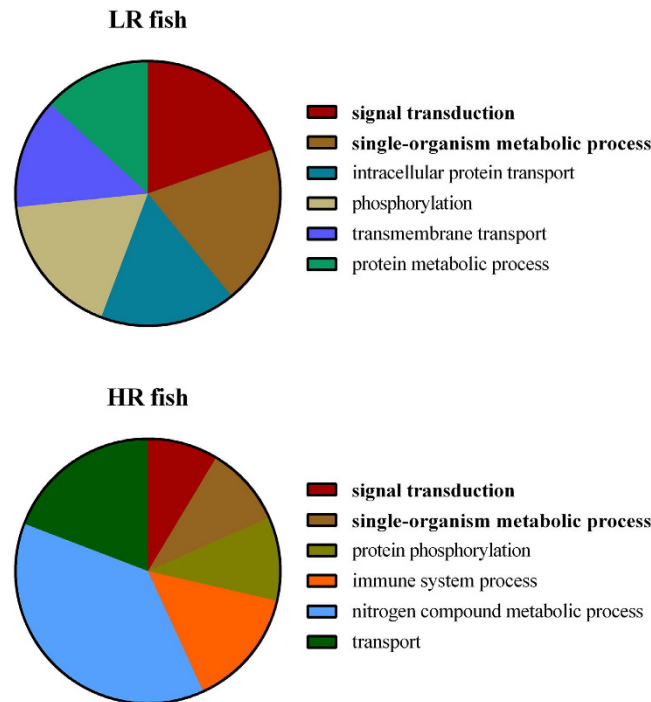 LR fish
signal transduction
single-organism metabolic process
intracellular protein transport
phosphorylation
transmembrane transport
protein metabolic process
HR fish
signal transduction
single-organism metabolic process
protein phosphorylation
immune system process
nitrogen compound metabolic process
transport